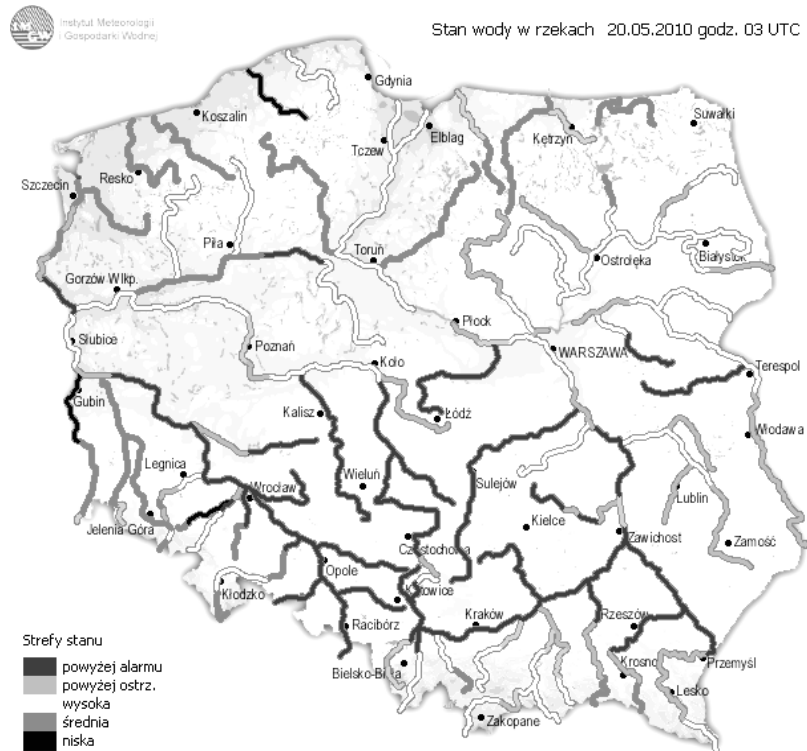 Instytut Meteorologii
i Gospodarki Wodnej
Stan wody w rzekach 20.05.2010 godz. 03 UTC
Gdynia
Koszalin
Suwałki
Kętrzyn
Elbląg
Tczew
Resko
Szczecin
Piła
Toruń
Białystok
Ostrołęka
Gorzów Wlkp.
Płock
Słubice
Poznań
WARSZAWA
Koło
Terespol
Gubin
Kalisz
Łódź
Włodawa
Legnica
Wrocław
Wieluń
Sulejów
Lublin
Jelenia Góra
Kielce
Zawichost
Zamość
Częstochowa
Opole
Kłodzko
Katowice
Racibórz
Kraków
Rzeszów
Strefy stanu
powyżej alarmu
powyżej ostrz.
wysoka
średnia
niska
Bielsko-Biała
Krosno
Przemyśl
Lesko
Zakopane